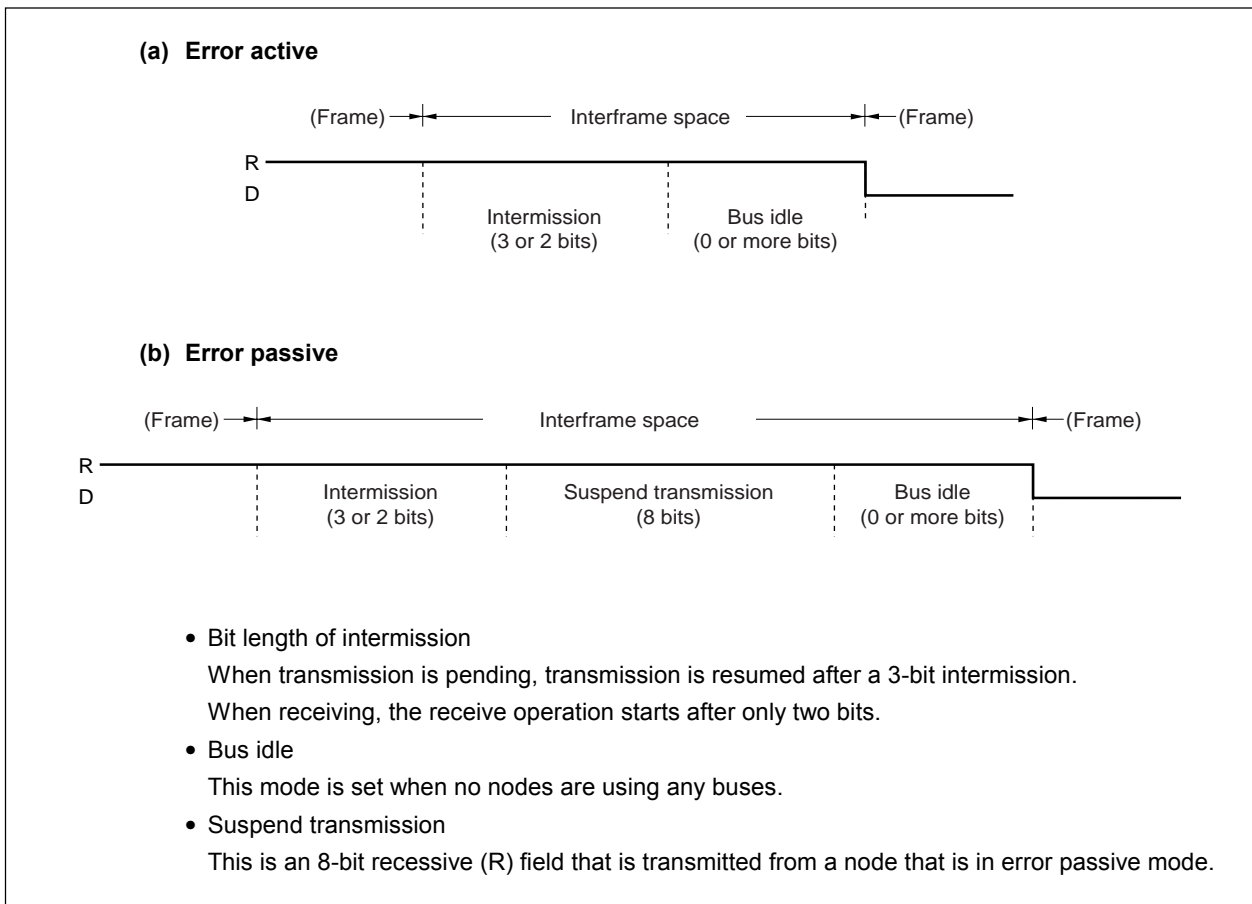 (a) Error active
(Frame) Interframe space (Frame)
R
D
Intermission Bus idle
(3 or 2 bits) (0 or more bits)
(b) Error passive
(Frame) Interframe space (Frame)
R
D
Intermission Suspend transmission Bus idle
(3 or 2 bits) (8 bits) (0 or more bits)
• Bit length of intermission
When transmission is pending, transmission is resumed after a 3-bit intermission.
When receiving, the receive operation starts after only two bits.
• Bus idle
This mode is set when no nodes are using any buses.
• Suspend transmission
This is an 8-bit recessive (R) field that is transmitted from a node that is in error passive mode.